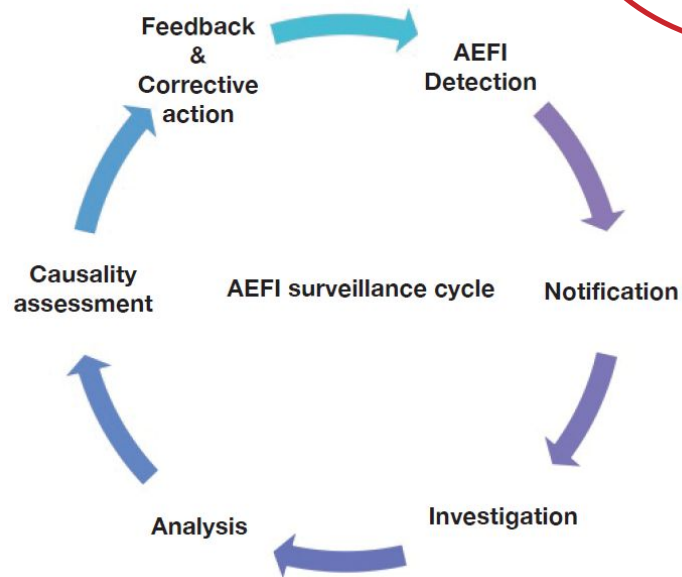 Feedback
&
Corrective
action
AEFI
Detection
Notification
Investigation
Analysis
Causality
assessment
AEFI surveillance cycle